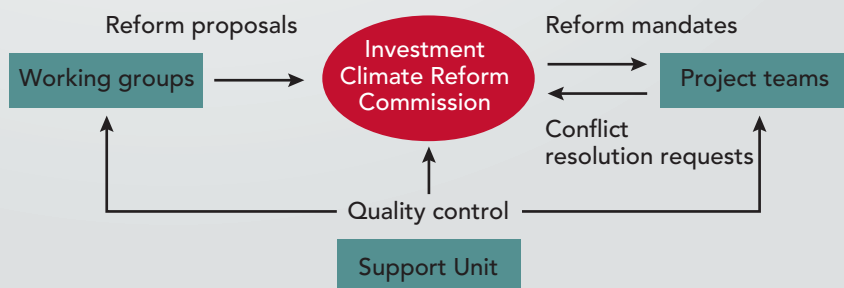 Reform proposals
Reform mandates
Working groups
Investment
Climate Reform
Commission
Project teams
Conflict
resolution requests
Quality control
Support Unit